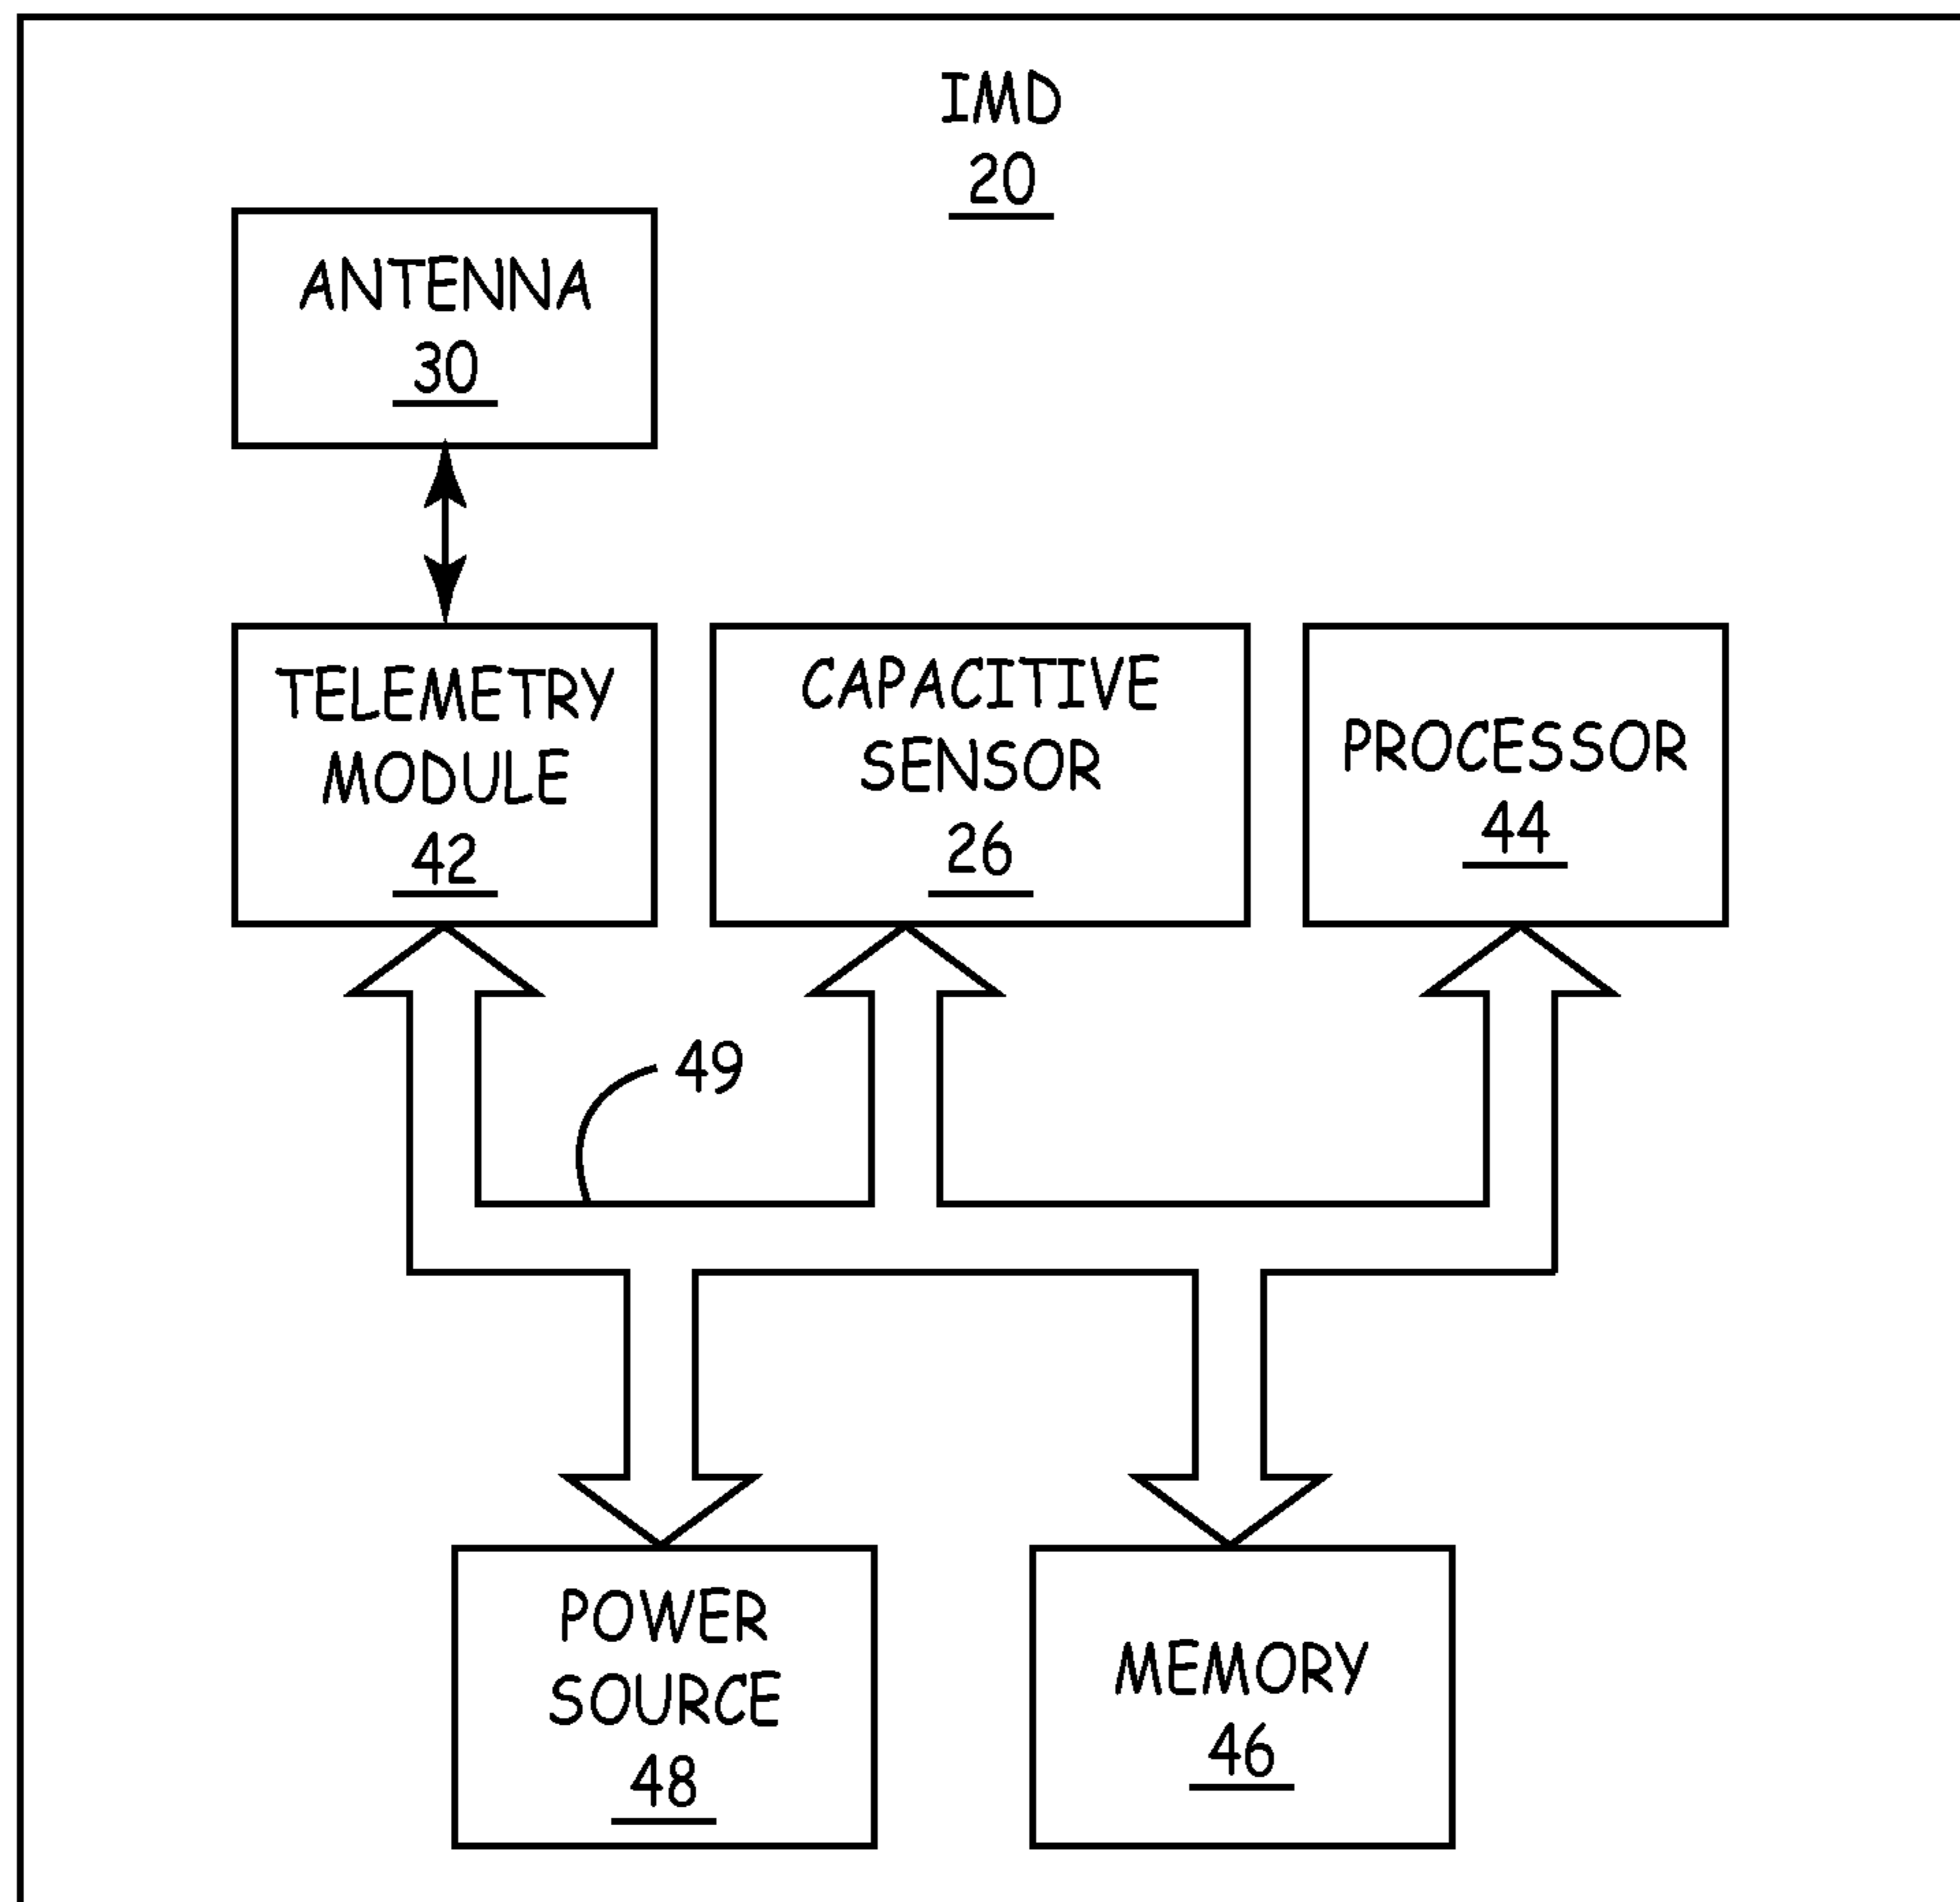 IMD
20
ANTENNA
30
TELEMETRY
MODULE
42
CAPACITIVE
SENSOR
26
PROCESSOR
44
49
POWER
SOURCE
48
MEMORY
46